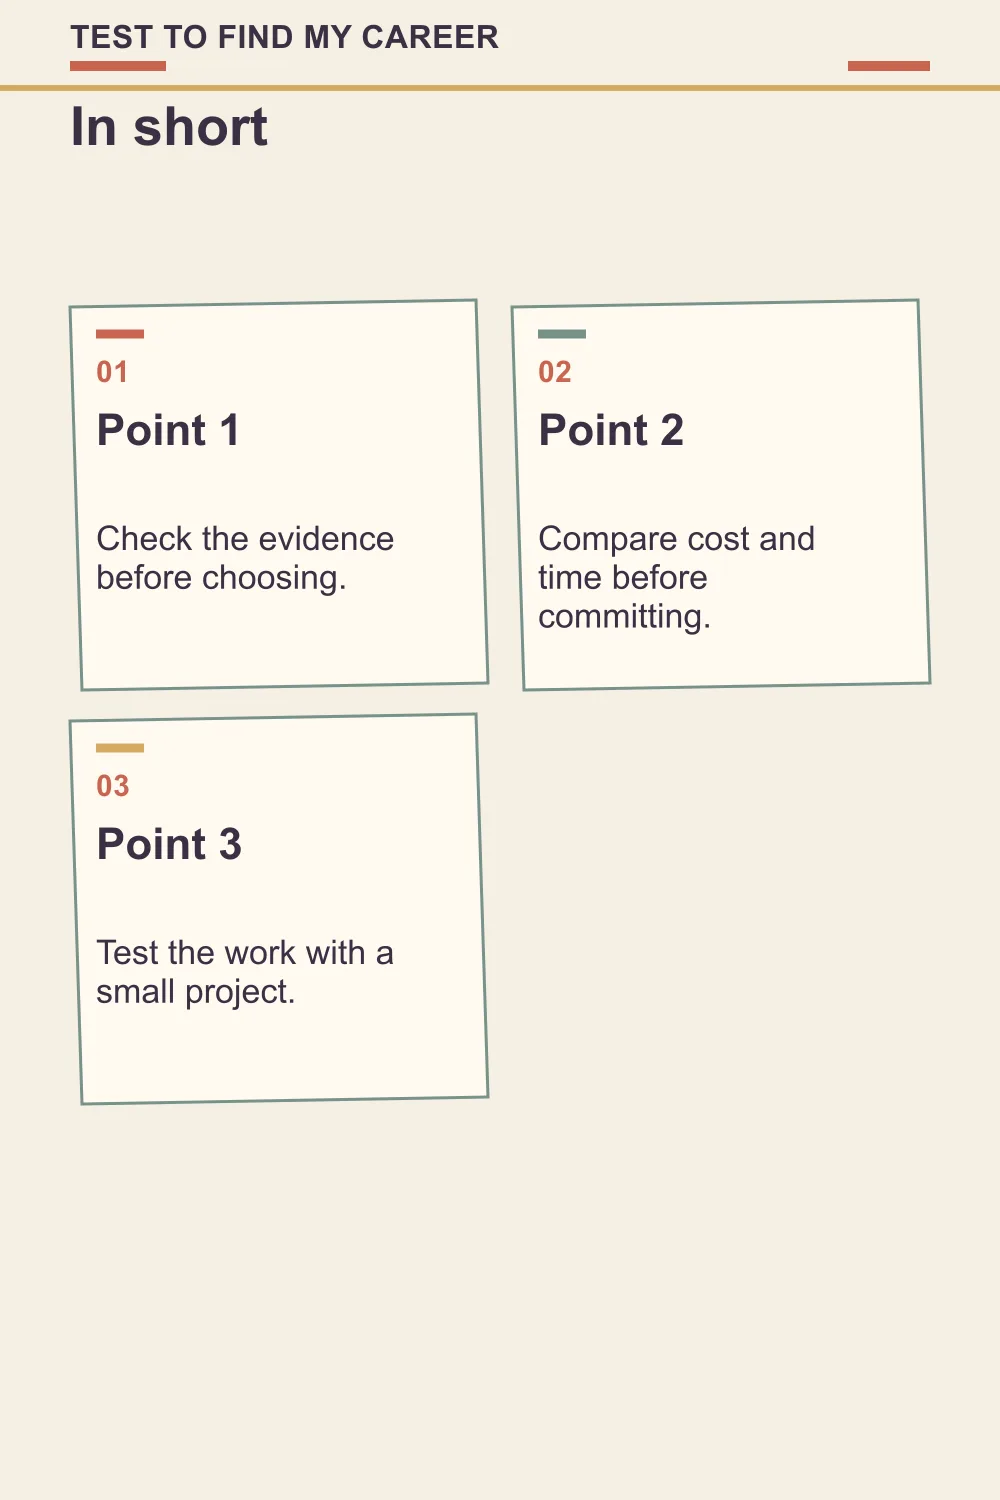 TEST TO FIND MY CAREER
In short
01
Point 1
Check the evidence
before choosing.
02
Point 2
Compare cost and
time before
committing.
03
Point 3
Test the work with a
small project.